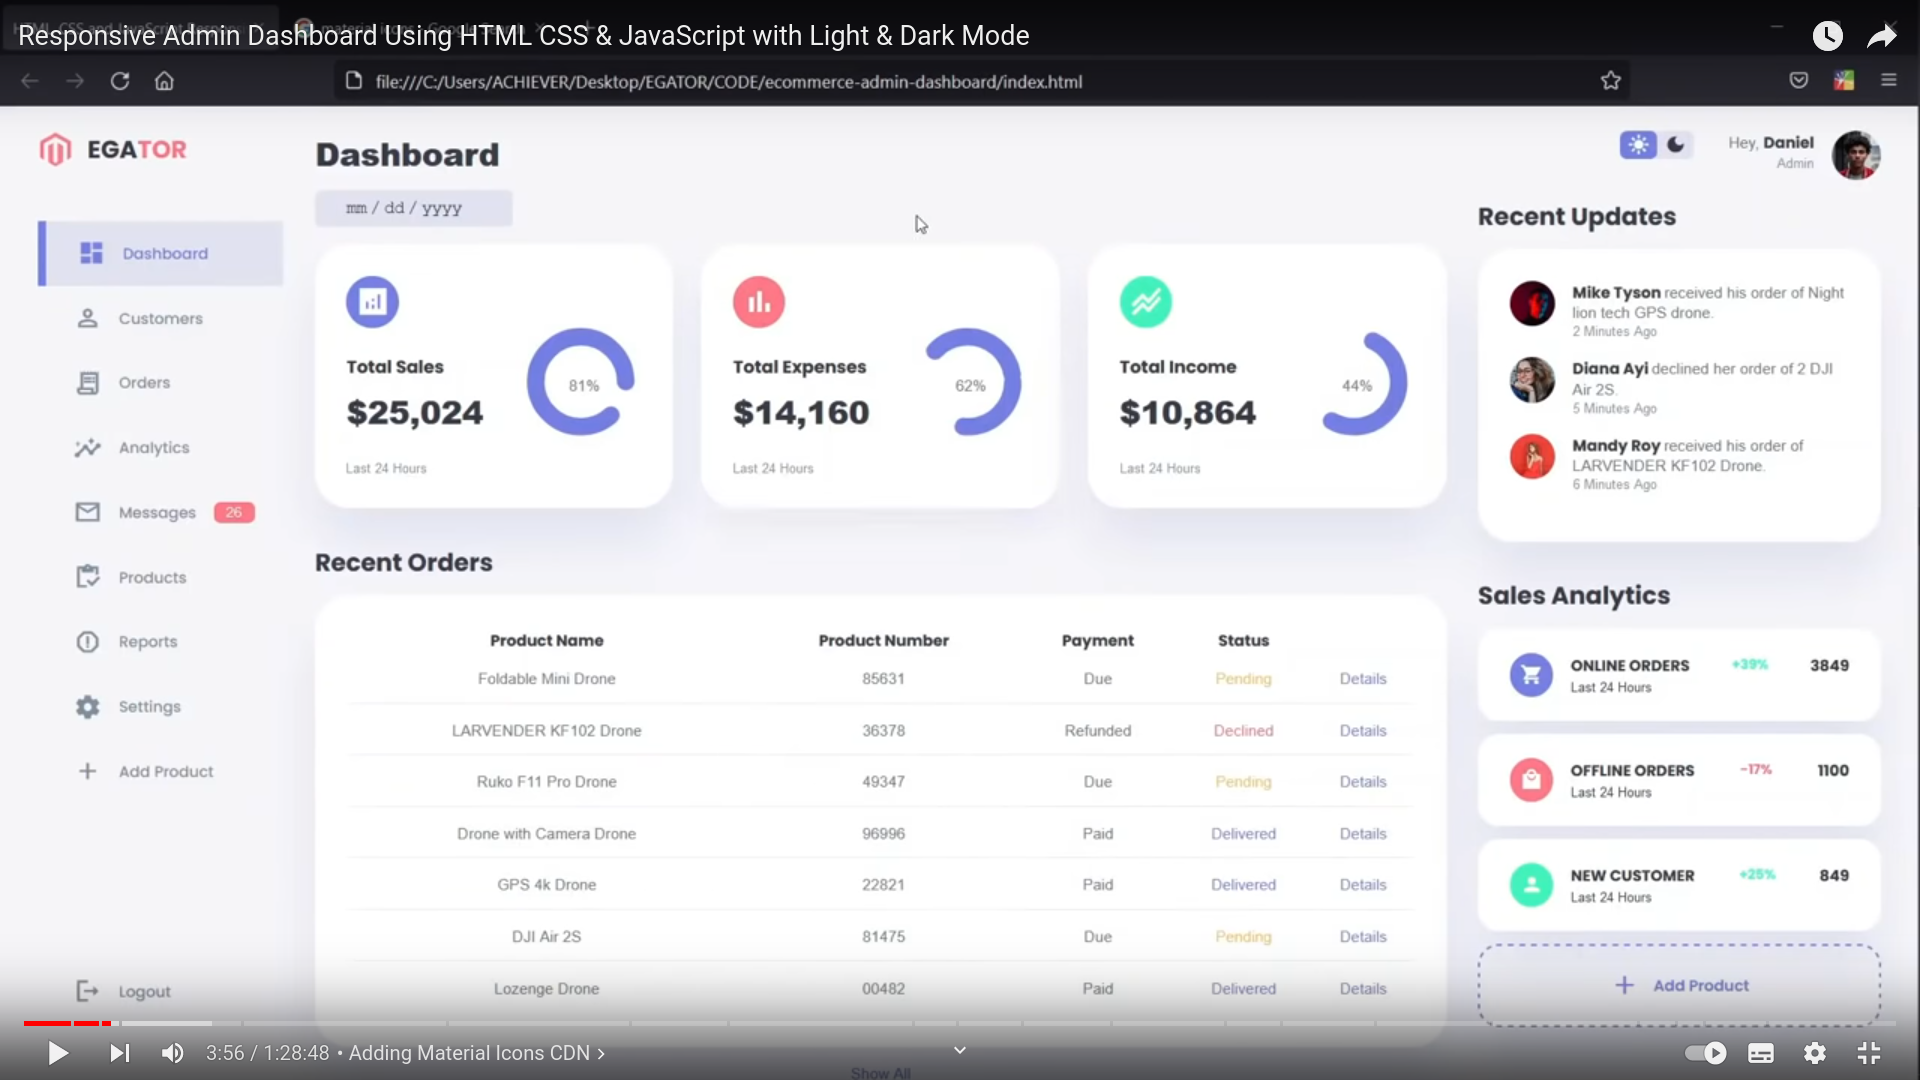 Responsive Admin Dashboard Using HTML CSS & JavaScript with Light & Dark Mode
file:///C:/Users/ACHIEVER/Desktop/EGATOR/CODE/ecommerce-admin-dashboard/index.html
EGATOR
Dashboard
Customers
Orders
Analytics
Messages 26
Products
Reports
Settings
Add Product
Logout
Dashboard
mm / dd / yyyy
Total Sales
$25,024
81%
Last 24 Hours
Total Expenses
$14,160
62%
Last 24 Hours
Total Income
$10,864
44%
Last 24 Hours
Recent Orders
Product Name Product Number Payment Status
Foldable Mini Drone 85631 Due Pending Details
LARVENDER KF102 Drone 36378 Refunded Declined Details
Ruko F11 Pro Drone 49347 Due Pending Details
Drone with Camera Drone 96996 Paid Delivered Details
GPS 4k Drone 22821 Paid Delivered Details
DJI Air 2S 81475 Due Pending Details
Lozenge Drone 00482 Paid Delivered Details
Show All
Hey, Daniel
Admin
Recent Updates
Mike Tyson received his order of Night
lion tech GPS drone.
2 Minutes Ago
Diana Ayi declined her order of 2 DJI
Air 2S.
5 Minutes Ago
Mandy Roy received his order of
LARVENDER KF102 Drone.
6 Minutes Ago
Sales Analytics
ONLINE ORDERS +39% 3849
Last 24 Hours
OFFLINE ORDERS -17% 1100
Last 24 Hours
NEW CUSTOMER +25% 849
Last 24 Hours
Add Product
3:56 / 1:28:48 • Adding Material Icons CDN